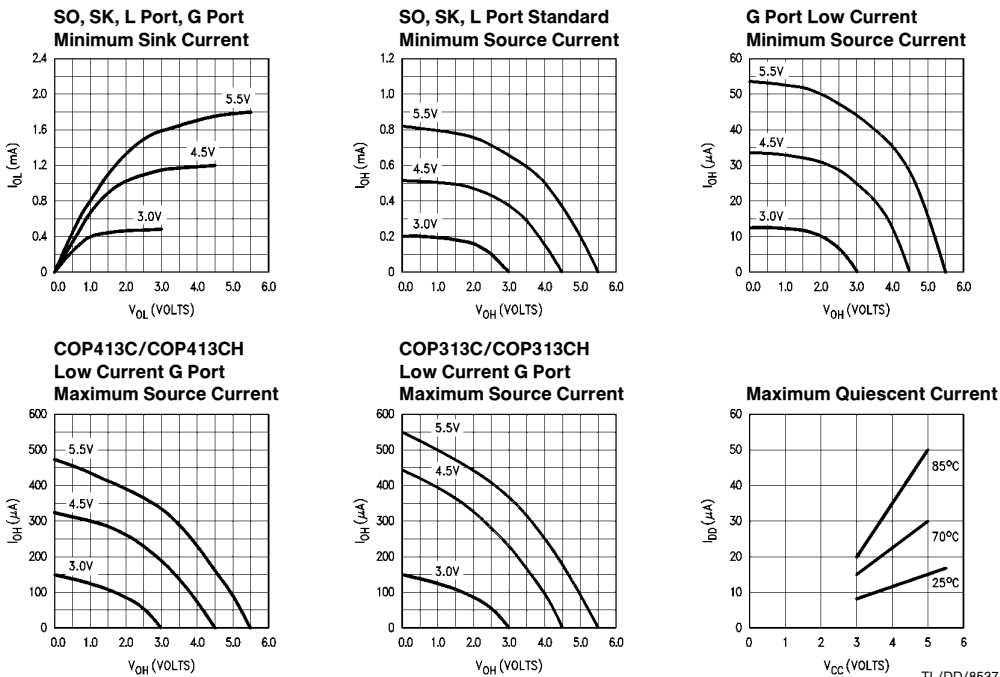 SO, SK, L Port, G Port
Minimum Sink Current
2.4
2.0
1.6
1.2
0.8
0.4
0
I_OL (mA)
5.5V
4.5V
3.0V
0.0 1.0 2.0 3.0 4.0 5.0 6.0
V_OL (VOLTS)
SO, SK, L Port Standard
Minimum Source Current
1.2
1.0
0.8
0.6
0.4
0.2
0
I_OH (mA)
5.5V
4.5V
3.0V
0.0 1.0 2.0 3.0 4.0 5.0 6.0
V_OH (VOLTS)
G Port Low Current
Minimum Source Current
60
50
40
30
20
10
0
I_OH (μA)
5.5V
4.5V
3.0V
0.0 1.0 2.0 3.0 4.0 5.0 6.0
V_OH (VOLTS)
COP413C/COP413CH
Low Current G Port
Maximum Source Current
600
500
400
300
200
100
0
I_OH (μA)
5.5V
4.5V
3.0V
0.0 1.0 2.0 3.0 4.0 5.0 6.0
V_OH (VOLTS)
COP313C/COP313CH
Low Current G Port
Maximum Source Current
600
500
400
300
200
100
0
I_OH (μA)
5.5V
4.5V
3.0V
0.0 1.0 2.0 3.0 4.0 5.0 6.0
V_OH (VOLTS)
Maximum Quiescent Current
60
50
40
30
20
10
0
I_DD (μA)
85°C
70°C
25°C
0 1 2 3 4 5 6
V_CC (VOLTS)